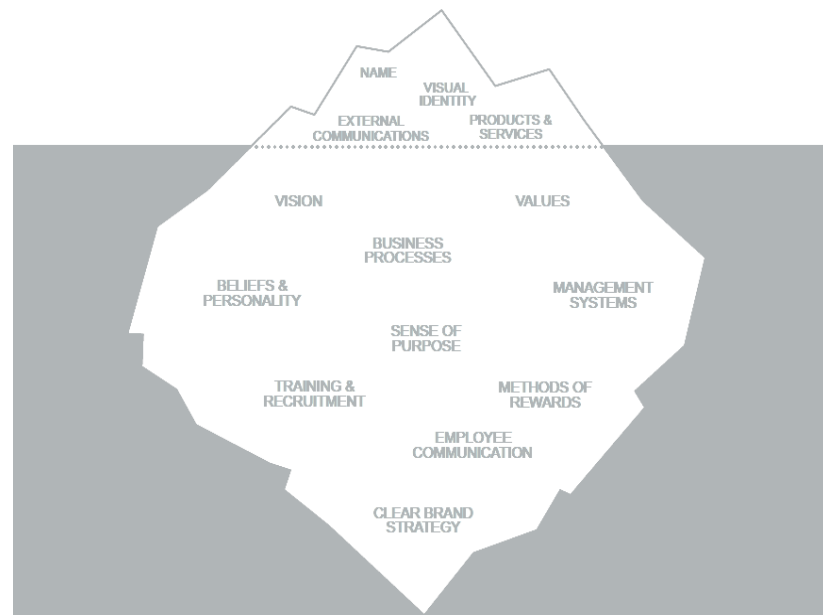 NAME
VISUAL
IDENTITY
EXTERNAL
COMMUNICATIONS
PRODUCTS &
SERVICES
VISION
VALUES
BUSINESS
PROCESSES
BELIEFS &
PERSONALITY
MANAGEMENT
SYSTEMS
SENSE OF
PURPOSE
TRAINING &
RECRUITMENT
METHODS OF
REWARDS
EMPLOYEE
COMMUNICATION
CLEAR BRAND
STRATEGY